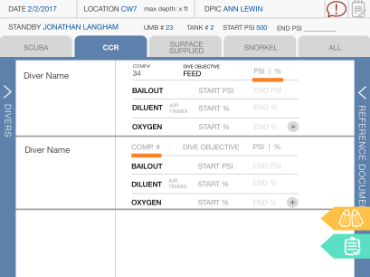 DATE 2/2/2017 LOCATION CW7 max depth: x ft DPIC ANN LEWIN
STANDBY JONATHAN LANGHAM UMB # 23 TANK # 2 START PSI 500 END PSI ________
SCUBA CCR SURFACE SUPPLIED SNORKEL ALL
COMP# DIVE OBJECTIVE
Diver Name 34 FEED PSI | %
BAILOUT START PSI END PSI
DILUENT AIR TRIMIX START % END %
OXYGEN START % END % +
Diver Name COMP # DIVE OBJECTIVE PSI | %
BAILOUT START PSI END PSI
DILUENT AIR TRIMIX START % END %
OXYGEN START % END % +
DIVERS
REFERENCE DOCUME